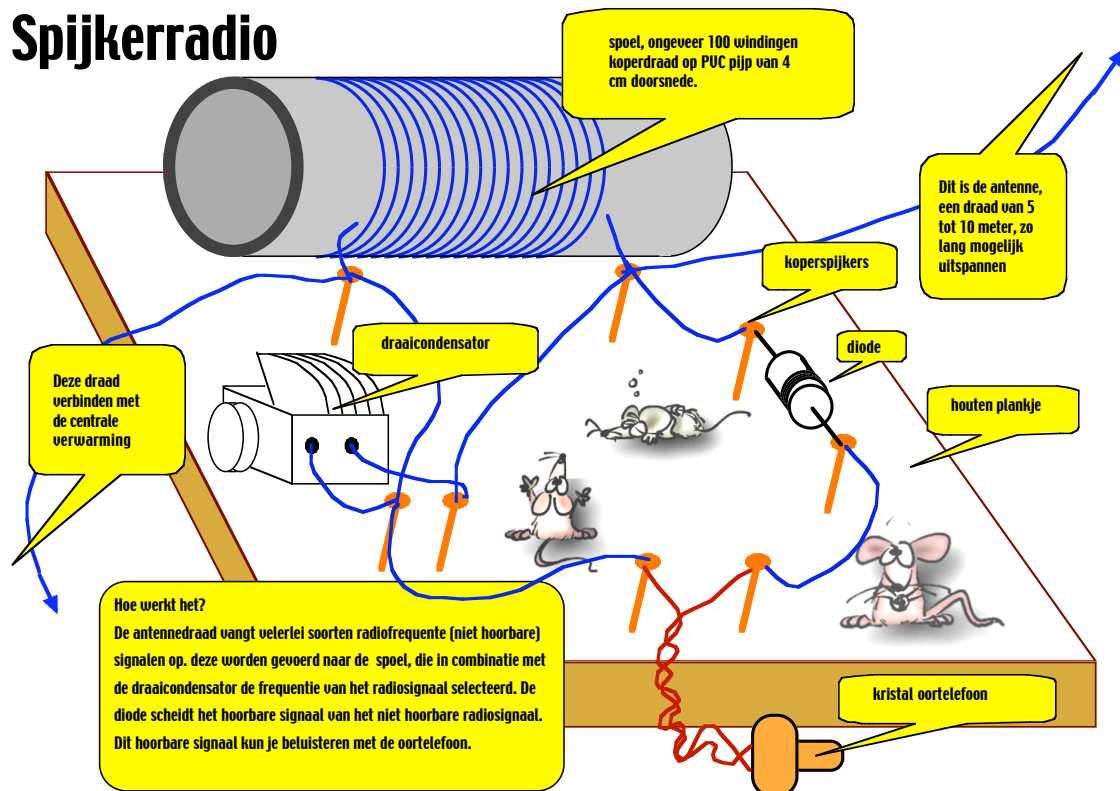 Spijkerradio
spoel, ongeveer 100 windingen
koperdraad op PVC pijp van 4
cm doorsnede.
Dit is de antenne,
een draad van 5
tot 10 meter, zo
lang mogelijk
uitspannen
koperspijkers
draaicondensator
diode
Deze draad
verbinden met
de centrale
verwarming
houten plankje
Hoe werkt het?
De antennedraad vangt velerlei soorten radiofrequente (niet hoorbare)
signalen op. deze worden gevoerd naar de spoel, die in combinatie met
de draaicondensator de frequentie van het radiosignaal selecteerd. De
diode scheidt het hoorbare signaal van het niet hoorbare radiosignaal.
Dit hoorbare signaal kun je beluisteren met de oortelefoon.
kristal oortelefoon